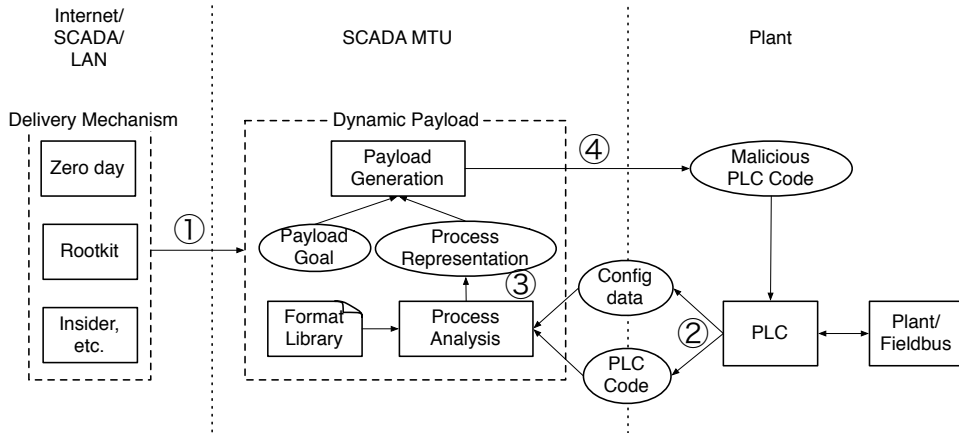 Internet/
SCADA/
LAN
SCADA MTU
Plant
Delivery Mechanism
Zero day
Rootkit
Insider,
etc.
①
Dynamic Payload
Payload
Generation
Payload
Goal
Process
Representation
③
Format
Library
Process
Analysis
④
Malicious
PLC Code
Config
data
②
PLC
Code
PLC
Plant/
Fieldbus